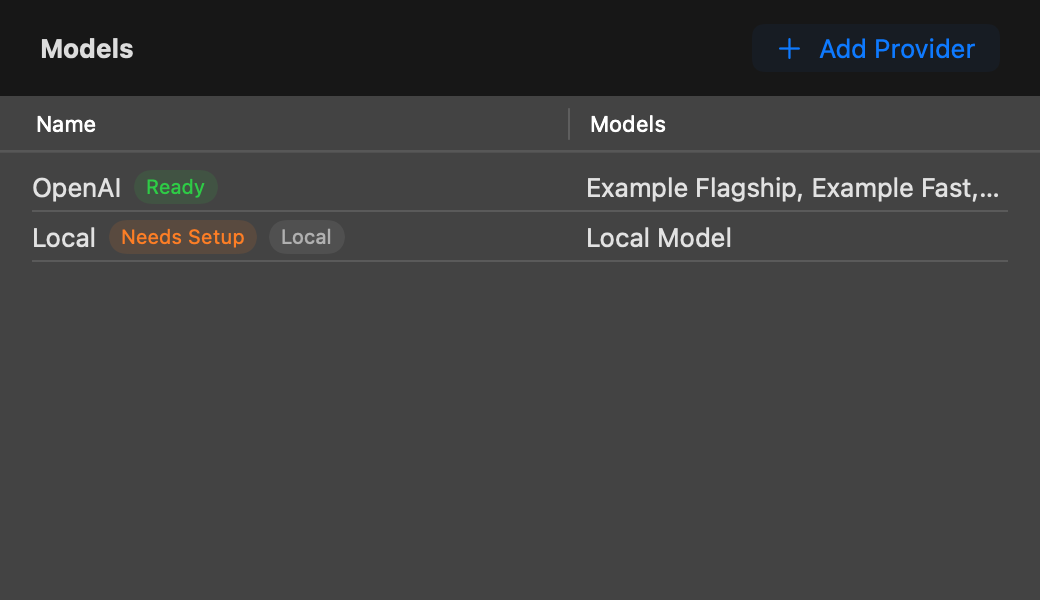 Models
+ Add Provider
Name Models
OpenAI Ready Example Flagship, Example Fast,...
Local Needs Setup Local Local Model